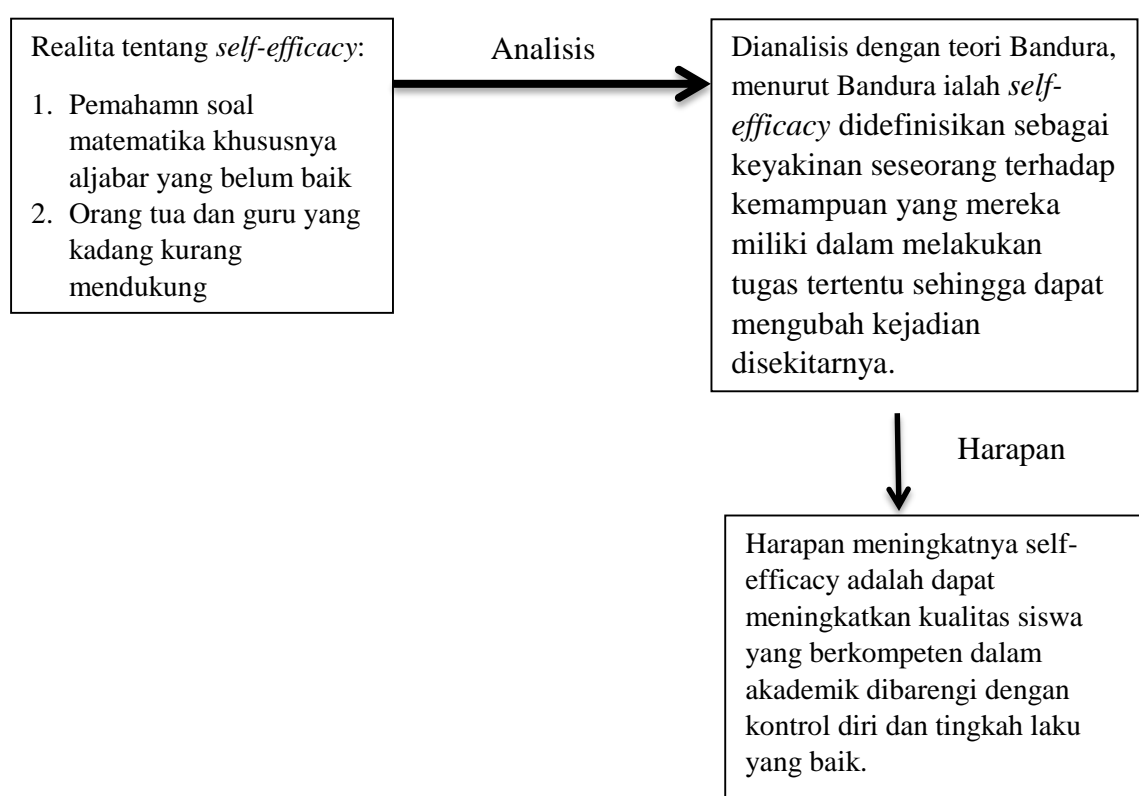 Realita tentang self-efficacy:
1. Pemahamn soal
matematika khususnya
aljabar yang belum baik
2. Orang tua dan guru yang
kadang kurang
mendukung
Analisis
Dianalisis dengan teori Bandura,
menurut Bandura ialah self-
efficacy didefinisikan sebagai
keyakinan seseorang terhadap
kemampuan yang mereka
miliki dalam melakukan
tugas tertentu sehingga dapat
mengubah kejadian
disekitarnya.
Harapan
Harapan meningkatnya self-
efficacy adalah dapat
meningkatkan kualitas siswa
yang berkompeten dalam
akademik dibarengi dengan
kontrol diri dan tingkah laku
yang baik.